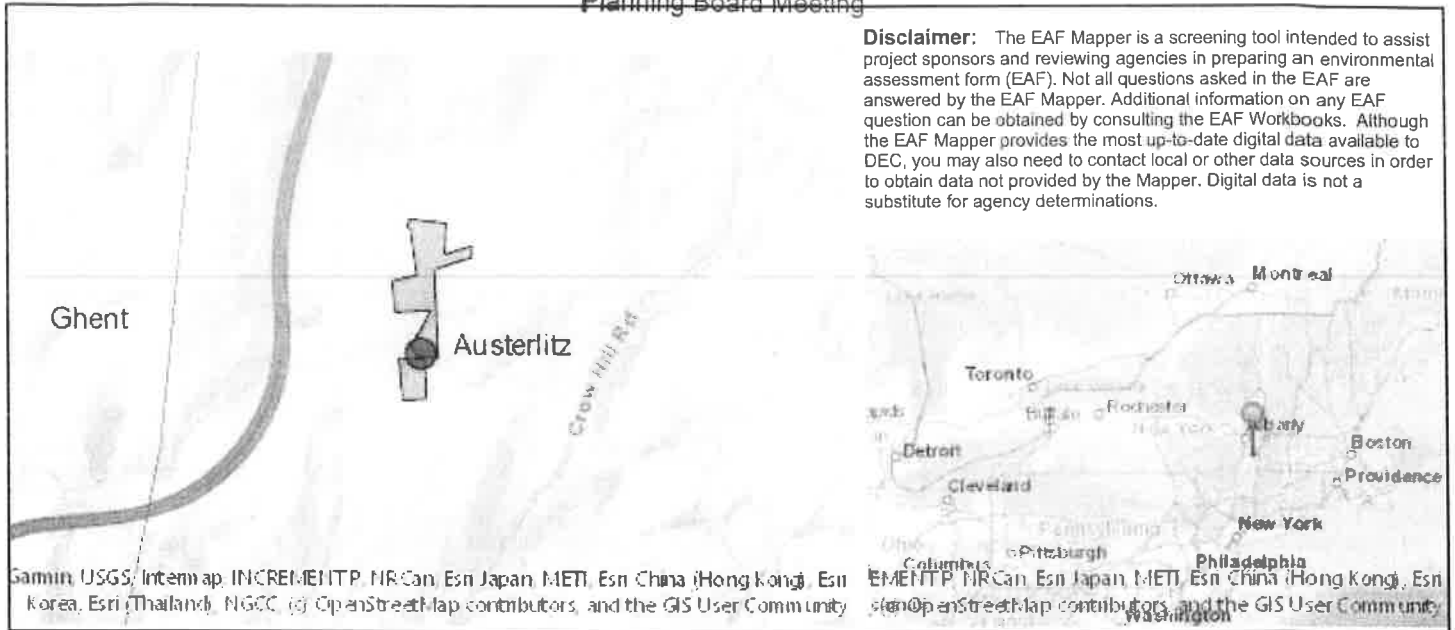 Planning Board Meeting
Disclaimer: The EAF Mapper is a screening tool intended to assist
project sponsors and reviewing agencies in preparing an environmental
assessment form (EAF). Not all questions asked in the EAF are
answered by the EAF Mapper. Additional information on any EAF
question can be obtained by consulting the EAF Workbooks. Although
the EAF Mapper provides the most up-to-date digital data available to
DEC, you may also need to contact local or other data sources in order
to obtain data not provided by the Mapper. Digital data is not a
substitute for agency determinations.
Ghent
Austerlitz
Crow Hill Rd
Garmin, USGS, Intermap, INCREMENT P, NRCan, Esri Japan, METI, Esri China (Hong Kong), Esri
Korea, Esri (Thailand), NGCC, (c) OpenStreetMap contributors, and the GIS User Community
Ottawa
Montreal
Toronto
Buffalo
Rochester
Detroit
Boston
Cleveland
Providence
Pennsylvania
New York
Ohio
Pittsburgh
Columbus
Philadelphia
EMENT P, NRCan, Esri Japan, METI, Esri China (Hong Kong), Esri
OpenStreetMap contributors, and the GIS User Community
Washington